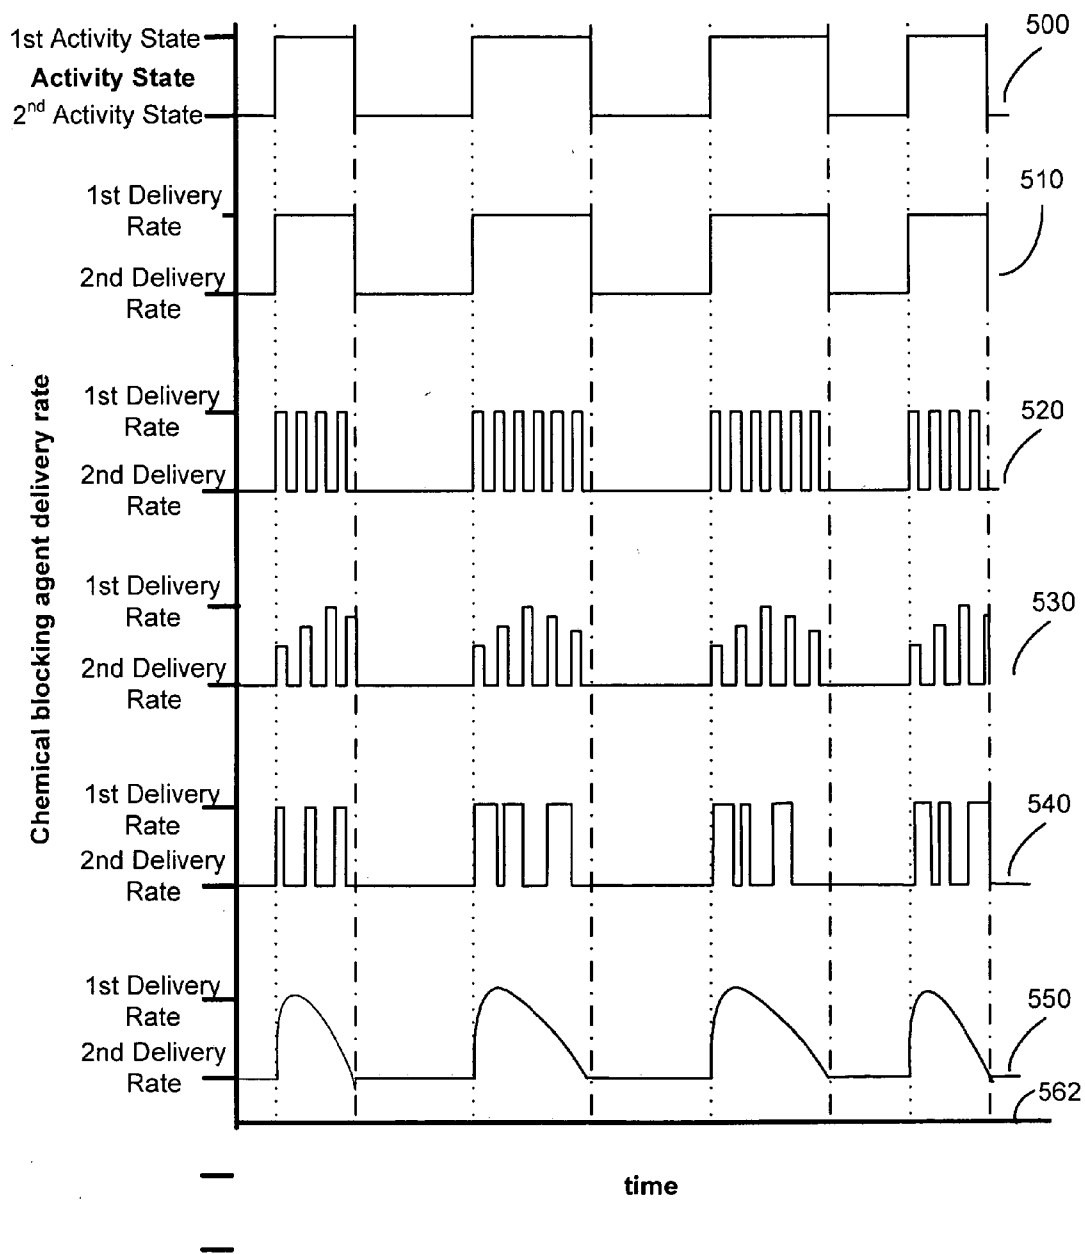 500
1st Activity State
Activity State
2nd Activity State
510
1st Delivery
Rate
2nd Delivery
Rate
Chemical blocking agent delivery rate
520
1st Delivery
Rate
2nd Delivery
Rate
530
1st Delivery
Rate
2nd Delivery
Rate
540
1st Delivery
Rate
2nd Delivery
Rate
550
1st Delivery
Rate
2nd Delivery
Rate
562
time